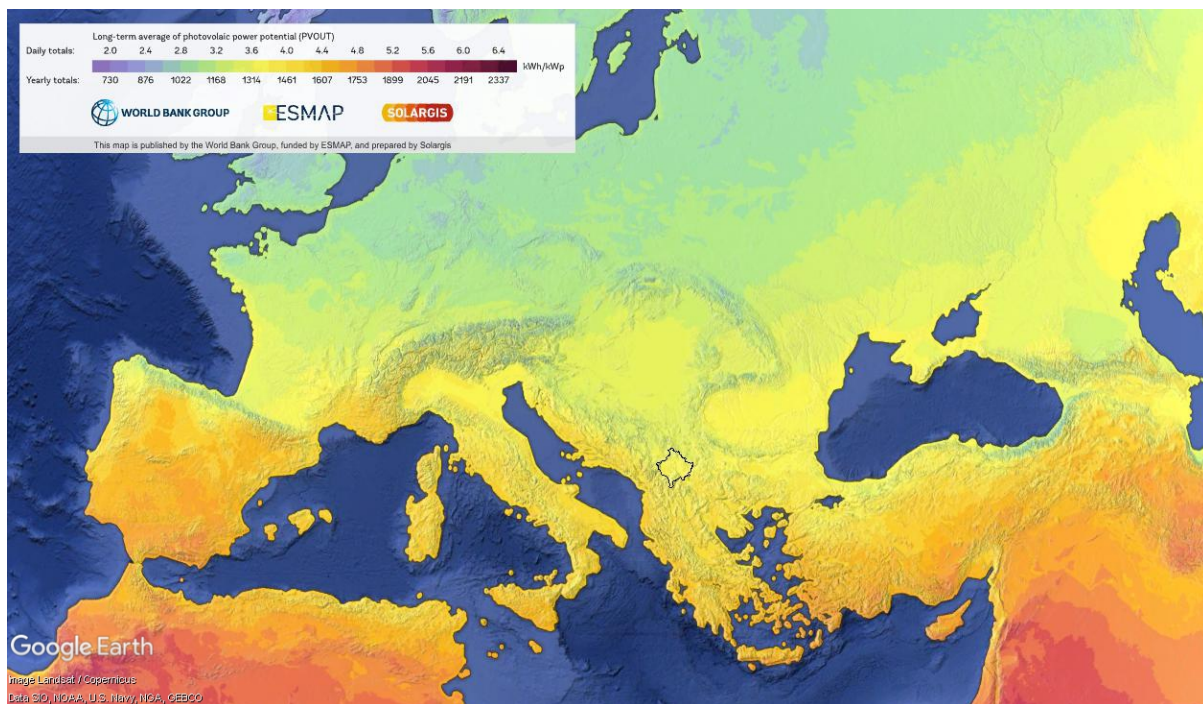 Long-term average of photovolaic power potential (PVOUT)
Daily totals: 2.0 2.4 2.8 3.2 3.6 4.0 4.4 4.8 5.2 5.6 6.0 6.4
kWh/kWp
Yearly totals: 730 876 1022 1168 1314 1461 1607 1753 1899 2045 2191 2337
WORLD BANK GROUP ESMAP SOLARGIS
This map is published by the World Bank Group, funded by ESMAP, and prepared by Solargis
Google Earth
Image Landsat / Copernicus
Data SIO, NOAA, U.S. Navy, NGA, GEBCO